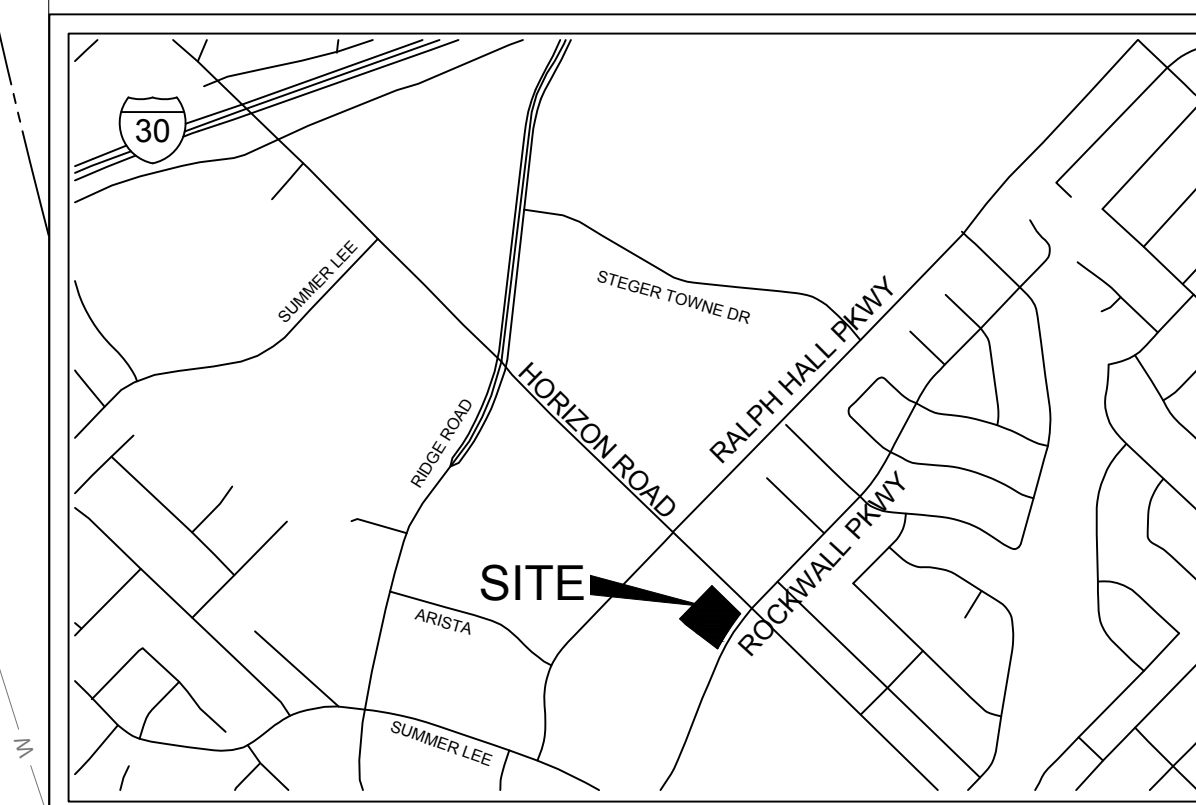 30
SUMMER LEE
STEGER TOWNE DR
RALPH HALL PKWY
HORIZON ROAD
RIDGE ROAD
ROCKWALL PKWY
SITE
ARISTA
SUMMER LEE
W